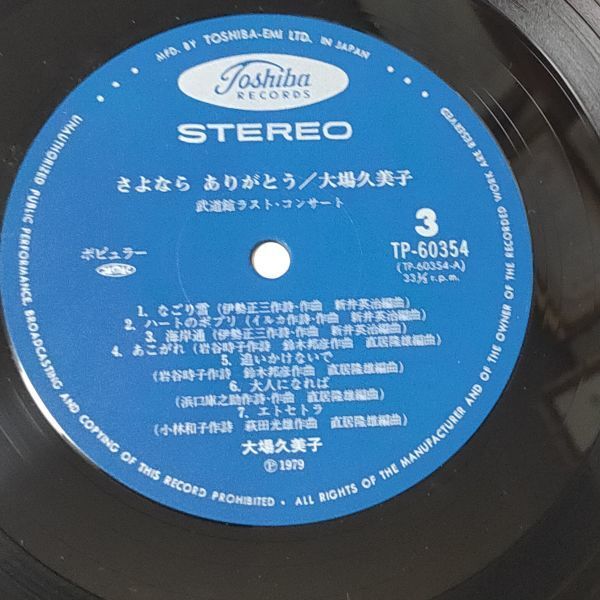 MFD. BY TOSHIBA-EMI LTD. IN JAPAN
Toshiba
RECORDS
STEREO
さよなら ありがとう/大場久美子
武道館ラスト・コンサート
3
ポピュラー
TP-60354
(TP-60354-A)
33⅓ r.p.m.
1. なごり雪 (伊勢正三作詩・作曲 新井英治編曲)
2. ハートのポプリ (イルカ作詩・作曲 新井英治編曲)
3. 海岸通 (伊勢正三作詩・作曲 新井英治編曲)
4. あこがれ (岩谷時子作詩 鈴木邦彦作曲 直居隆雄編曲)
5. 追いかけないで
(岩谷時子作詩 鈴木邦彦作曲 直居隆雄編曲)
6. 大人になれば
(浜口庫之助作詩・作曲 直居隆雄編曲)
7. エトセトラ
(小林和子作詩 萩田光雄作曲 直居隆雄編曲)
大場久美子
Ⓟ 1979
UNAUTHORIZED PUBLIC PERFORMANCE, BROADCASTING AND COPYING OF THIS RECORD PROHIBITED • ALL RIGHTS OF THE MANUFACTURER AND OF THE OWNER OF THE RECORDED WORK ARE RESERVED